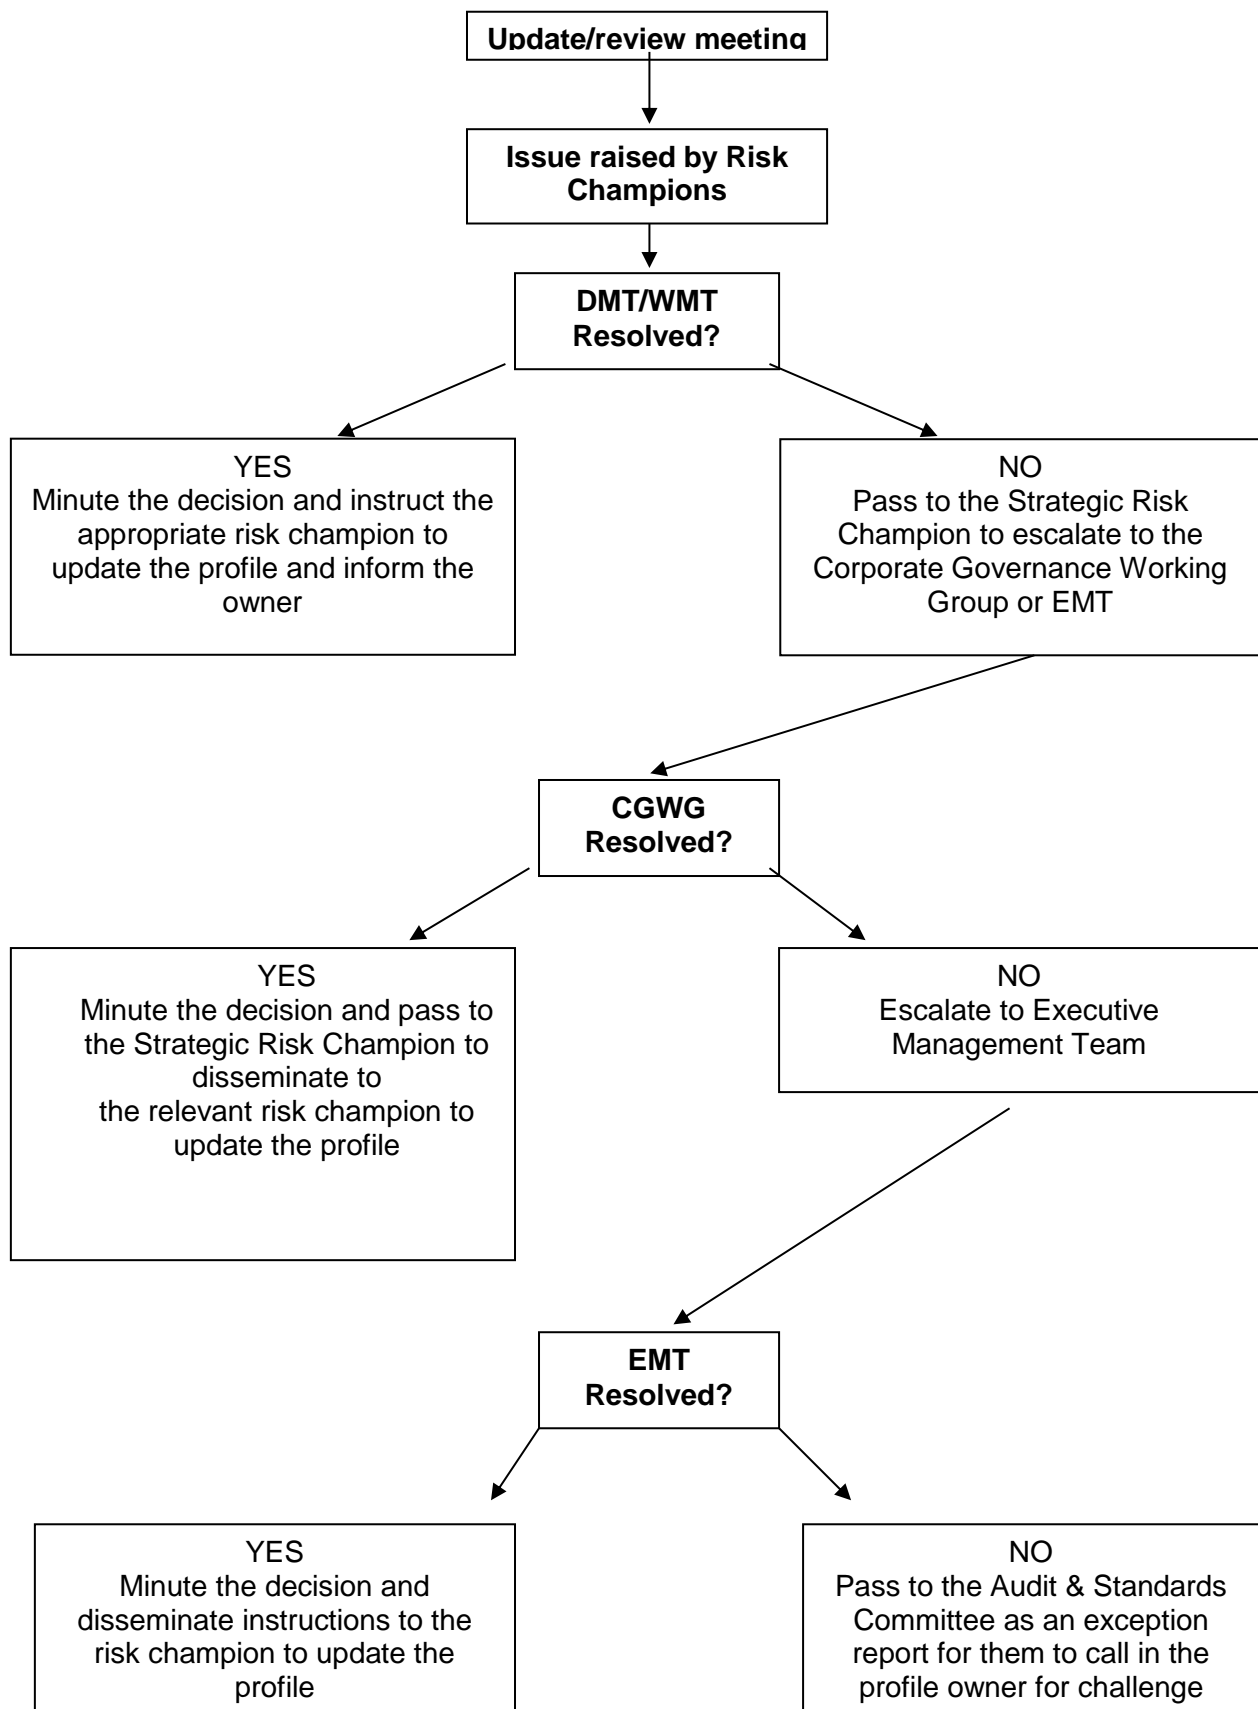 Update/review meeting
Issue raised by Risk
Champions
DMT/WMT
Resolved?
YES
Minute the decision and instruct the
appropriate risk champion to
update the profile and inform the
owner
NO
Pass to the Strategic Risk
Champion to escalate to the
Corporate Governance Working
Group or EMT
CGWG
Resolved?
YES
Minute the decision and pass to
the Strategic Risk Champion to
disseminate to
the relevant risk champion to
update the profile
NO
Escalate to Executive
Management Team
EMT
Resolved?
YES
Minute the decision and
disseminate instructions to the
risk champion to update the
profile
NO
Pass to the Audit & Standards
Committee as an exception
report for them to call in the
profile owner for challenge